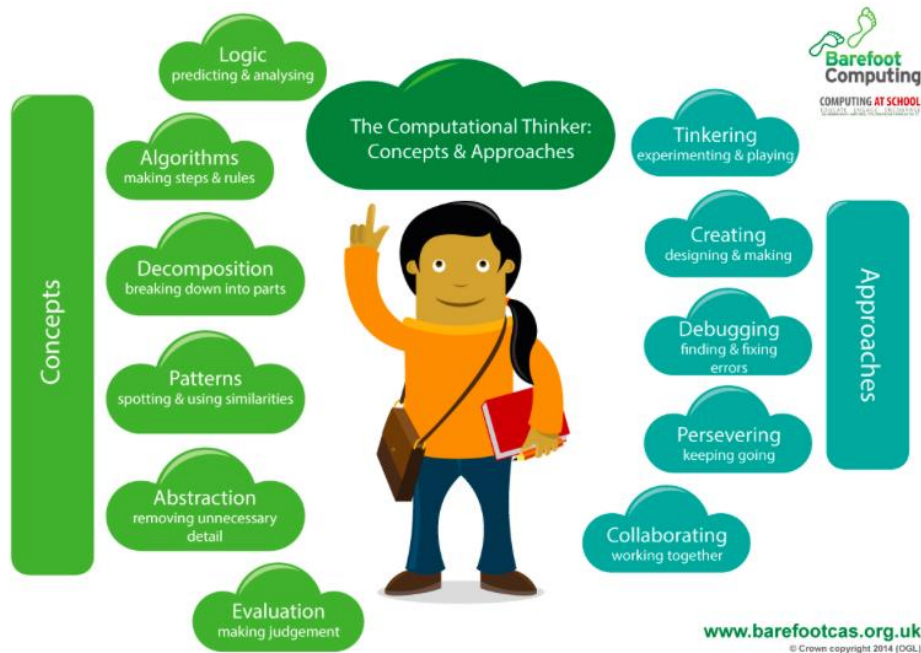 The Computational Thinker:
Concepts & Approaches
Concepts
Logic
predicting & analysing
Algorithms
making steps & rules
Decomposition
breaking down into parts
Patterns
spotting & using similarities
Abstraction
removing unnecessary
detail
Evaluation
making judgement
Tinkering
experimenting & playing
Creating
designing & making
Debugging
finding & fixing
errors
Persevering
keeping going
Collaborating
working together
Approaches
Barefoot
Computing
COMPUTING AT SCHOOL
EDUCATE ENGAGE ENCOURAGE
www.barefootcas.org.uk
© Crown copyright 2014 (OGL)